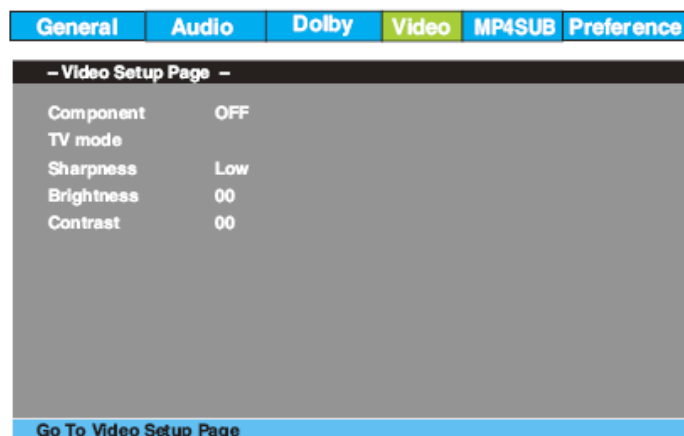 General Audio Dolby Video MP4SUB Preference
– Video Setup Page –
Component OFF
TV mode
Sharpness Low
Brightness 00
Contrast 00
Go To Video Setup Page